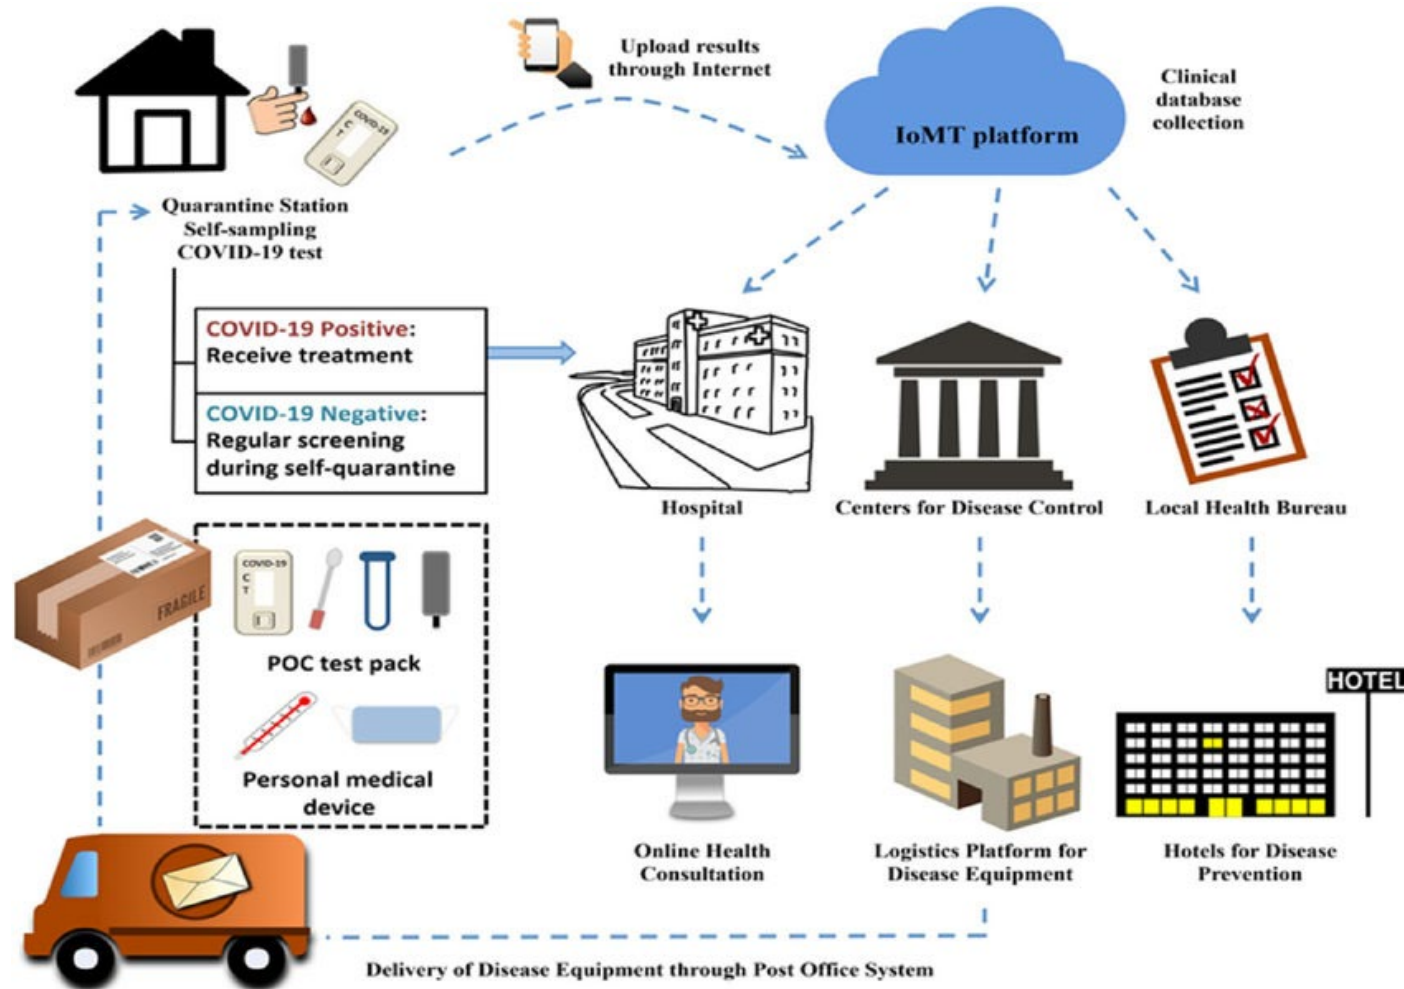 Upload results
through Internet
IoMT platform
Clinical
database
collection
COVID-19
C
T
Quarantine Station
Self-sampling
COVID-19 test
COVID-19 Positive:
Receive treatment
COVID-19 Negative:
Regular screening
during self-quarantine
Hospital
Centers for Disease Control
Local Health Bureau
FRAGILE
COVID-19
C
T
POC test pack
Personal medical
device
HOTEL
Online Health
Consultation
Logistics Platform for
Disease Equipment
Hotels for Disease
Prevention
Delivery of Disease Equipment through Post Office System